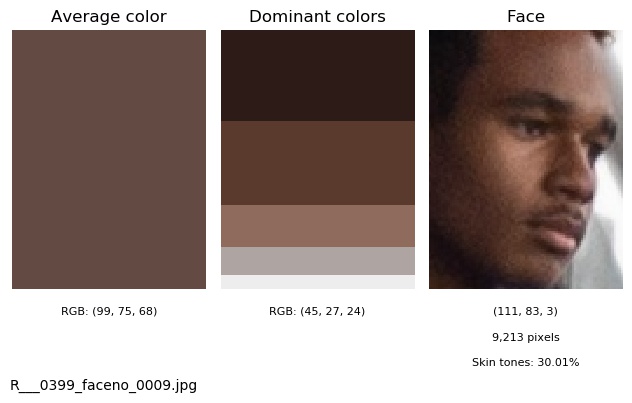 Average color
Dominant colors
Face
RGB: (99, 75, 68)
RGB: (45, 27, 24)
(111, 83, 3)
9,213 pixels
Skin tones: 30.01%
R___0399_faceno_0009.jpg